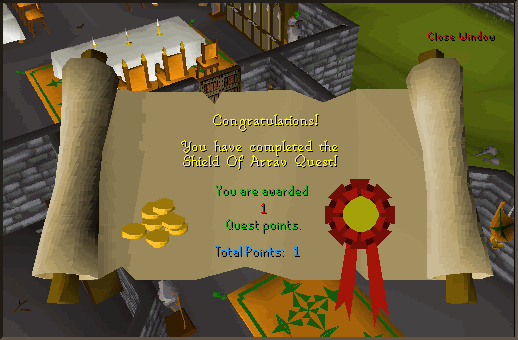 Close Window
Congratulations!
You have completed the
Shield Of Arrav Quest!
You are awarded
1
Quest points.
Total Points: 1